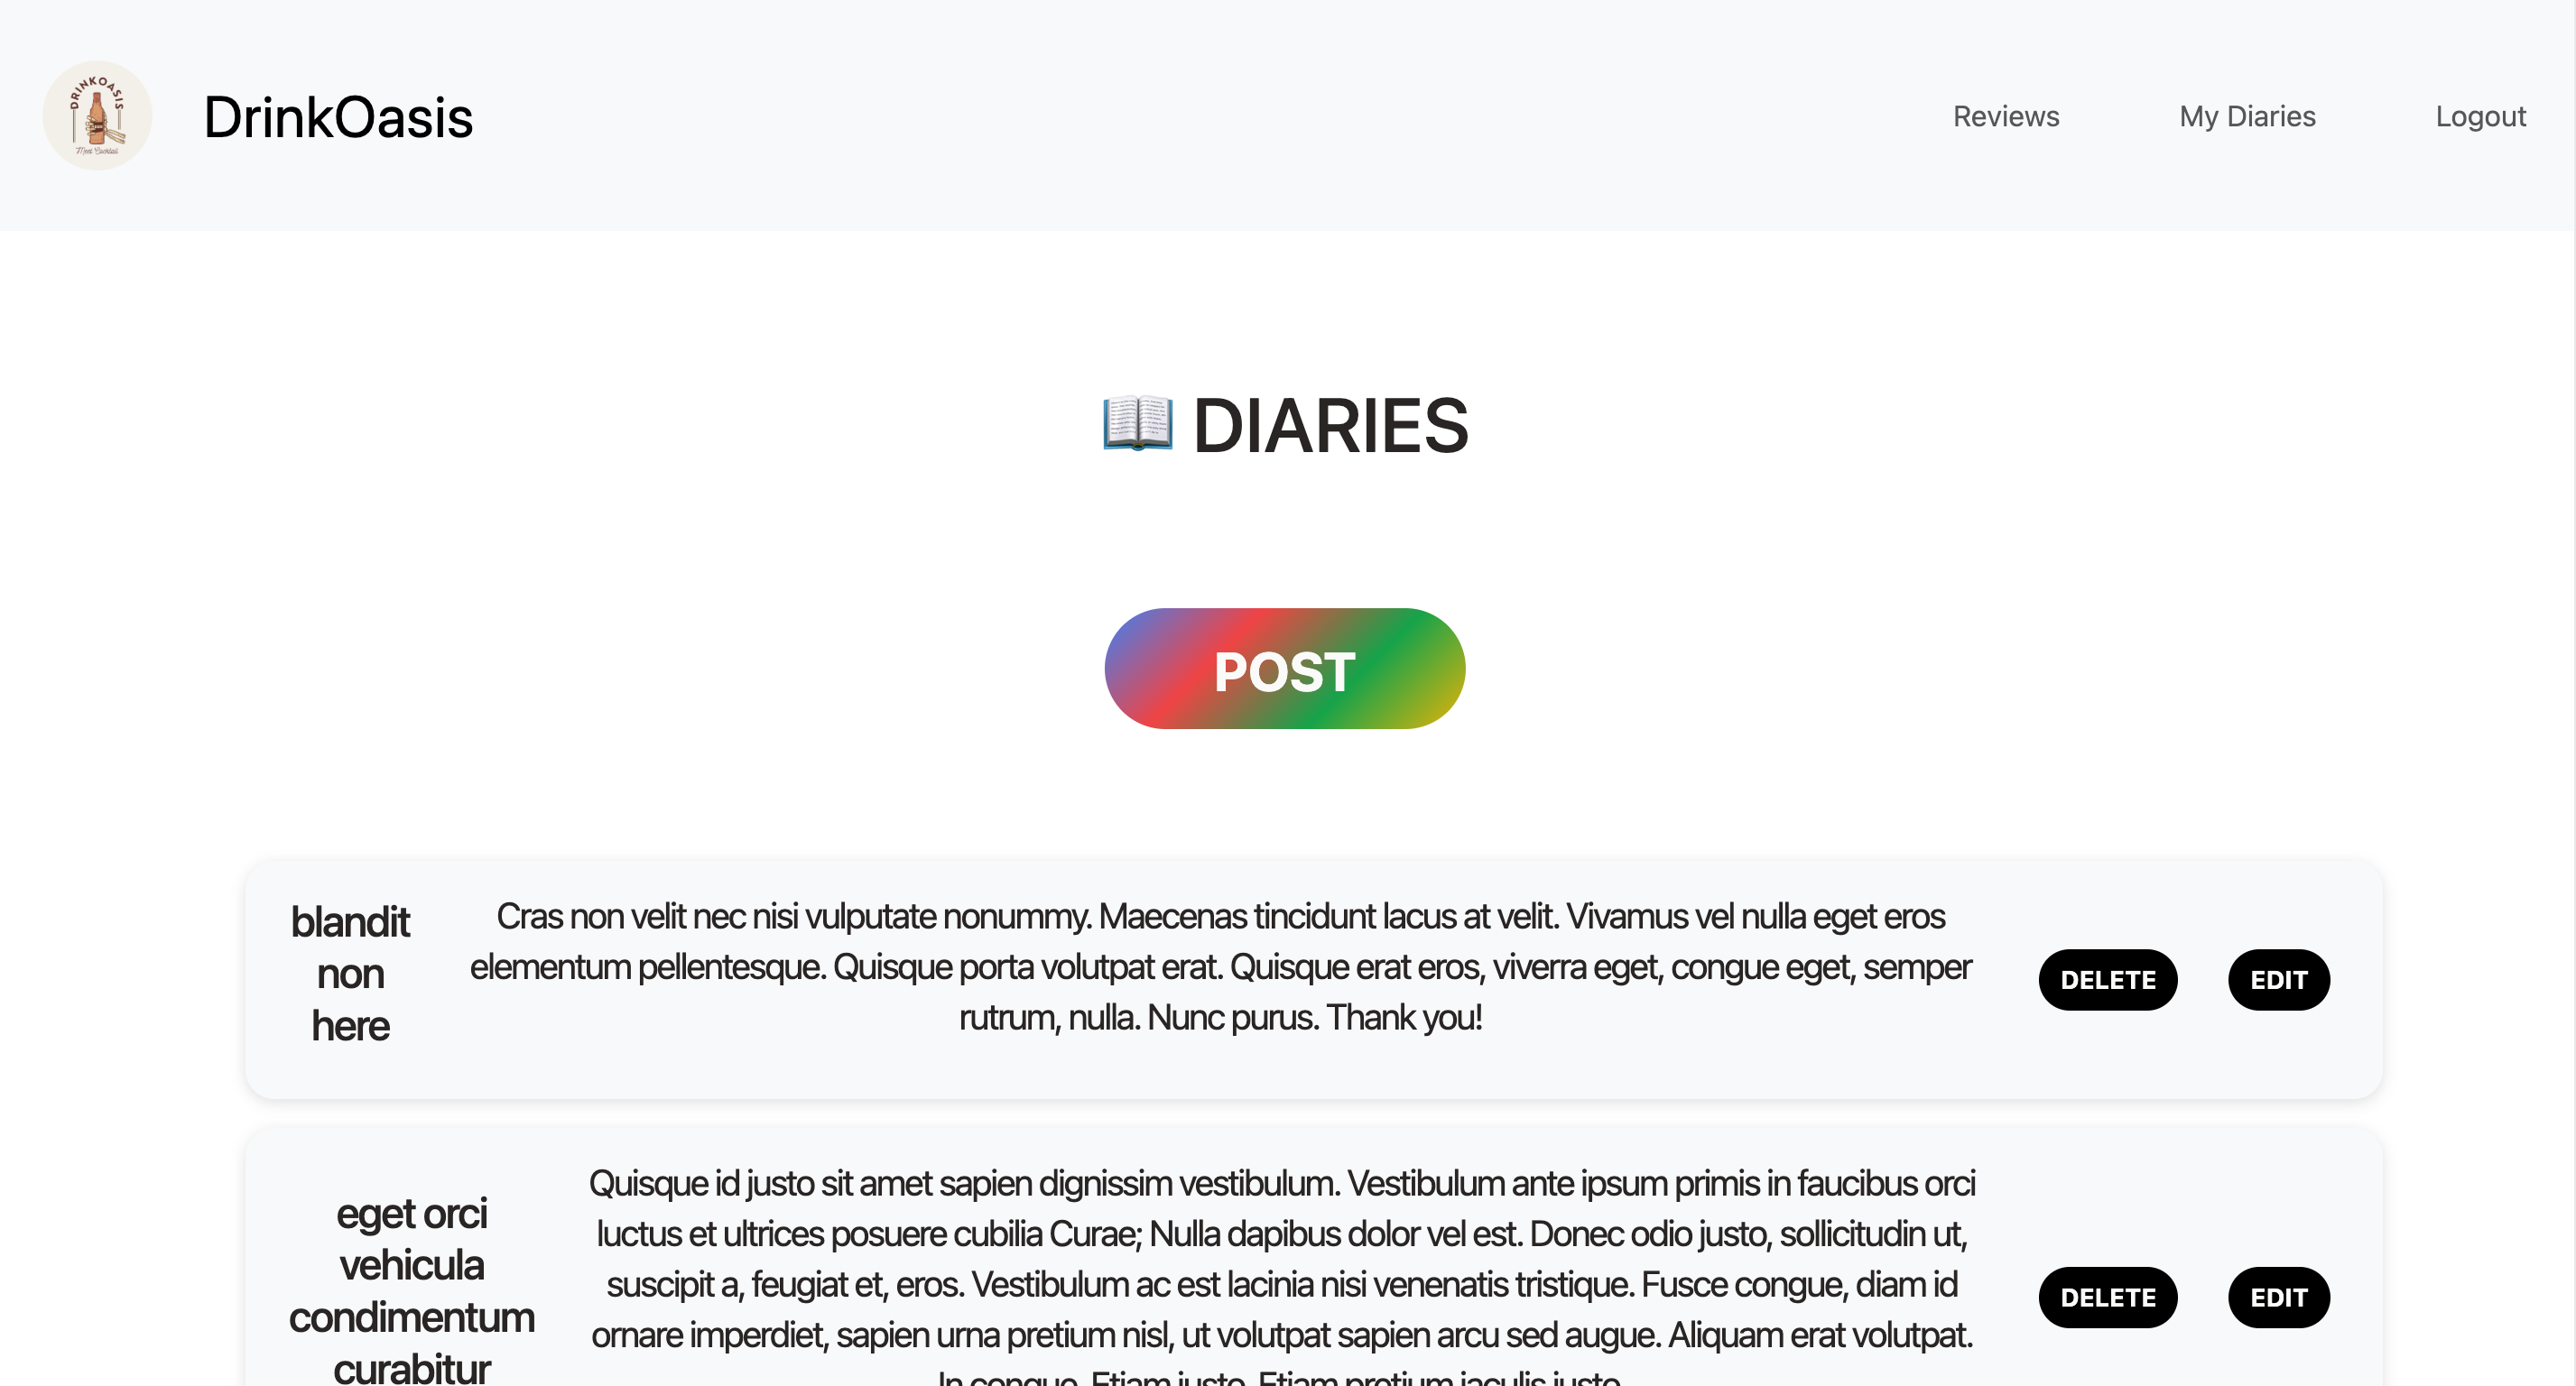 DRINKOASIS
Meet Cocktail
DrinkOasis
Reviews
My Diaries
Logout
DIARIES
POST
blandit
non
here
Cras non velit nec nisi vulputate nonummy. Maecenas tincidunt lacus at velit. Vivamus vel nulla eget eros
elementum pellentesque. Quisque porta volutpat erat. Quisque erat eros, viverra eget, congue eget, semper
rutrum, nulla. Nunc purus. Thank you!
DELETE
EDIT
eget orci
vehicula
condimentum
curabitur
Quisque id justo sit amet sapien dignissim vestibulum. Vestibulum ante ipsum primis in faucibus orci
luctus et ultrices posuere cubilia Curae; Nulla dapibus dolor vel est. Donec odio justo, sollicitudin ut,
suscipit a, feugiat et, eros. Vestibulum ac est lacinia nisi venenatis tristique. Fusce congue, diam id
ornare imperdiet, sapien urna pretium nisl, ut volutpat sapien arcu sed augue. Aliquam erat volutpat.
In congue. Etiam justo. Etiam pretium iaculis justo.
DELETE
EDIT